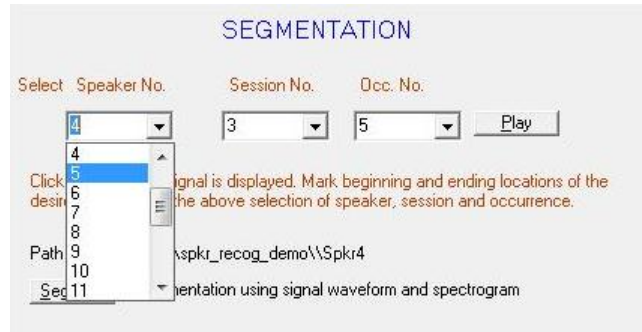 SEGMENTATION
Select Speaker No. Session No. Occ. No.
4 3 5 Play
4
5
6
7
8
9
10
11
Click ignal is displayed. Mark beginning and ending locations of the
desir the above selection of speaker, session and occurrence.
Path \spkr_recog_demo\\Spkr4
Seg entation using signal waveform and spectrogram